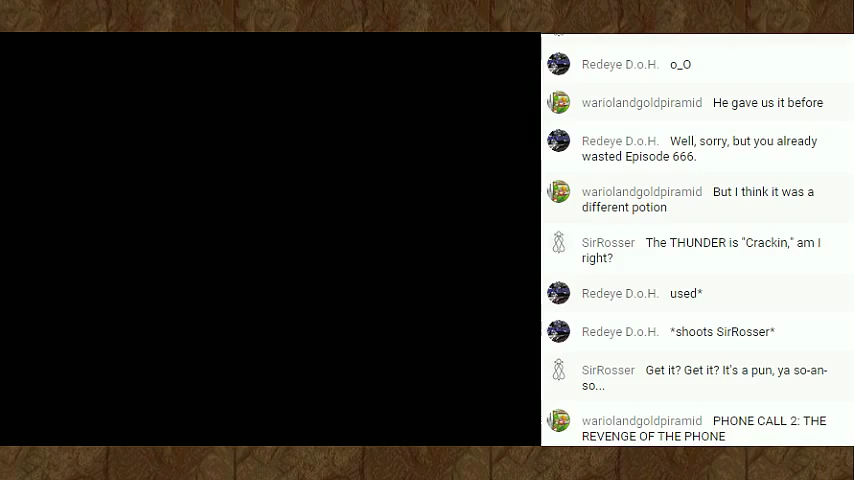 Redeye D.o.H. o_O
wariolandgoldpiramid He gave us it before
Redeye D.o.H. Well, sorry, but you already
wasted Episode 666.
wariolandgoldpiramid But I think it was a
different potion
SirRosser The THUNDER is "Crackin," am I
right?
Redeye D.o.H. used*
Redeye D.o.H. *shoots SirRosser*
SirRosser Get it? Get it? It's a pun, ya so-an-
so...
wariolandgoldpiramid PHONE CALL 2: THE
REVENGE OF THE PHONE